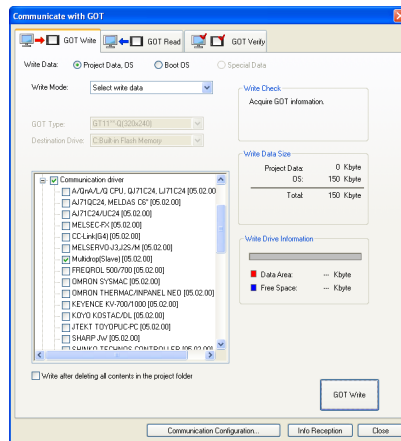 Communicate with GOT
GOT Write
GOT Read
GOT Verify
Write Data:
Project Data, OS
Boot OS
Special Data
Write Mode:
Select write data
GOT Type:
GT11**-Q(320x240)
Destination Drive:
C:Built-in Flash Memory
Communication driver
A/QnA/L/Q CPU, QJ71C24, LJ71C24 [05.02.00]
AJ71QC24, MELDAS C6* [05.02.00]
AJ71C24/UC24 [05.02.00]
MELSEC-FX [05.02.00]
CC-Link(G4) [05.02.00]
MELSERVO-J3,J2S/M [05.02.00]
Multidrop(Slave) [05.02.00]
FREQROL 500/700 [05.02.00]
OMRON SYSMAC [05.02.00]
OMRON THERMAC/INPANEL NEO [05.02.00]
KEYENCE KV-700/1000 [05.02.00]
KOYO KOSTAC/DL [05.02.00]
JTEKT TOYOPUC-PC [05.02.00]
SHARP JW [05.02.00]
SHINKO TECHNOS CONTROLLER [05.02.00]
Write after deleting all contents in the project folder
Write Check
Acquire GOT information.
Write Data Size
Project Data: 0 Kbyte
OS: 150 Kbyte
Total: 150 Kbyte
Write Drive Information
Data Area: --- Kbyte
Free Space: --- Kbyte
GOT Write
Communication Configuration...
Info Reception
Close